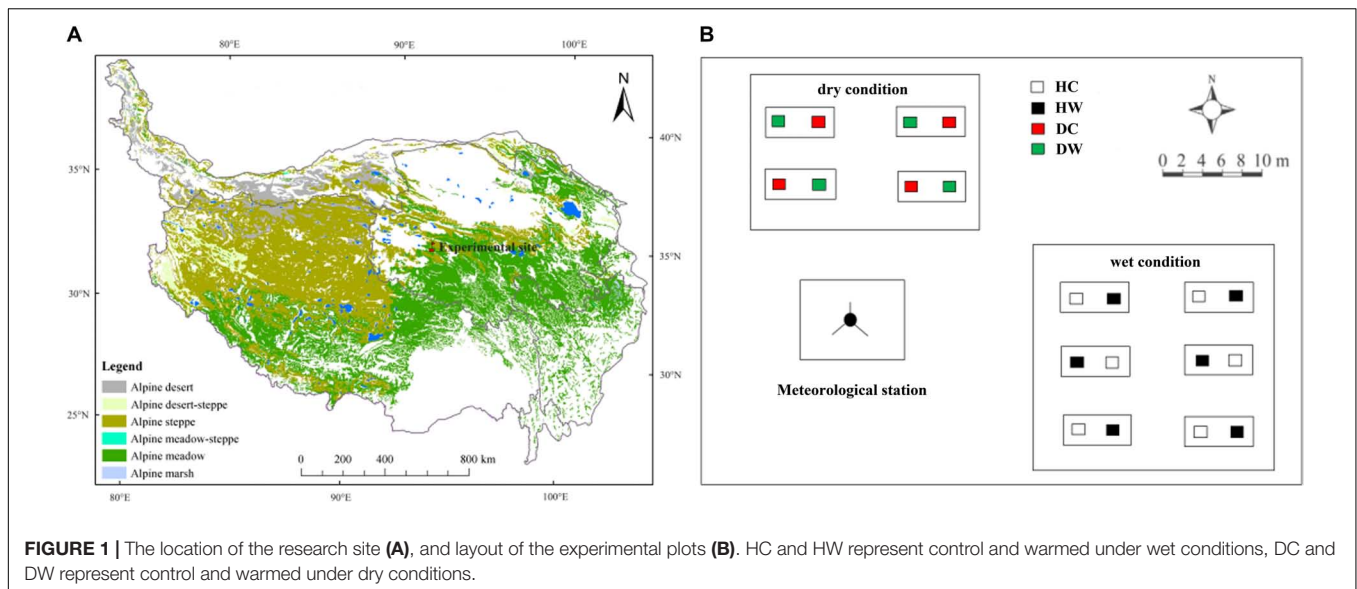 A
80°E 90°E 100°E
N
40°N
35°N
Experimental site
35°N
30°N
Legend
Alpine desert
Alpine desert-steppe
Alpine steppe
Alpine meadow-steppe
Alpine meadow
Alpine marsh
30°N
25°N
0 200 400 800 km
80°E 90°E 100°E
B
dry condition
HC
HW
DC
DW
N
0 2 4 6 8 10 m
wet condition
Meteorological station
FIGURE 1 | The location of the research site (A), and layout of the experimental plots (B). HC and HW represent control and warmed under wet conditions, DC and
DW represent control and warmed under dry conditions.